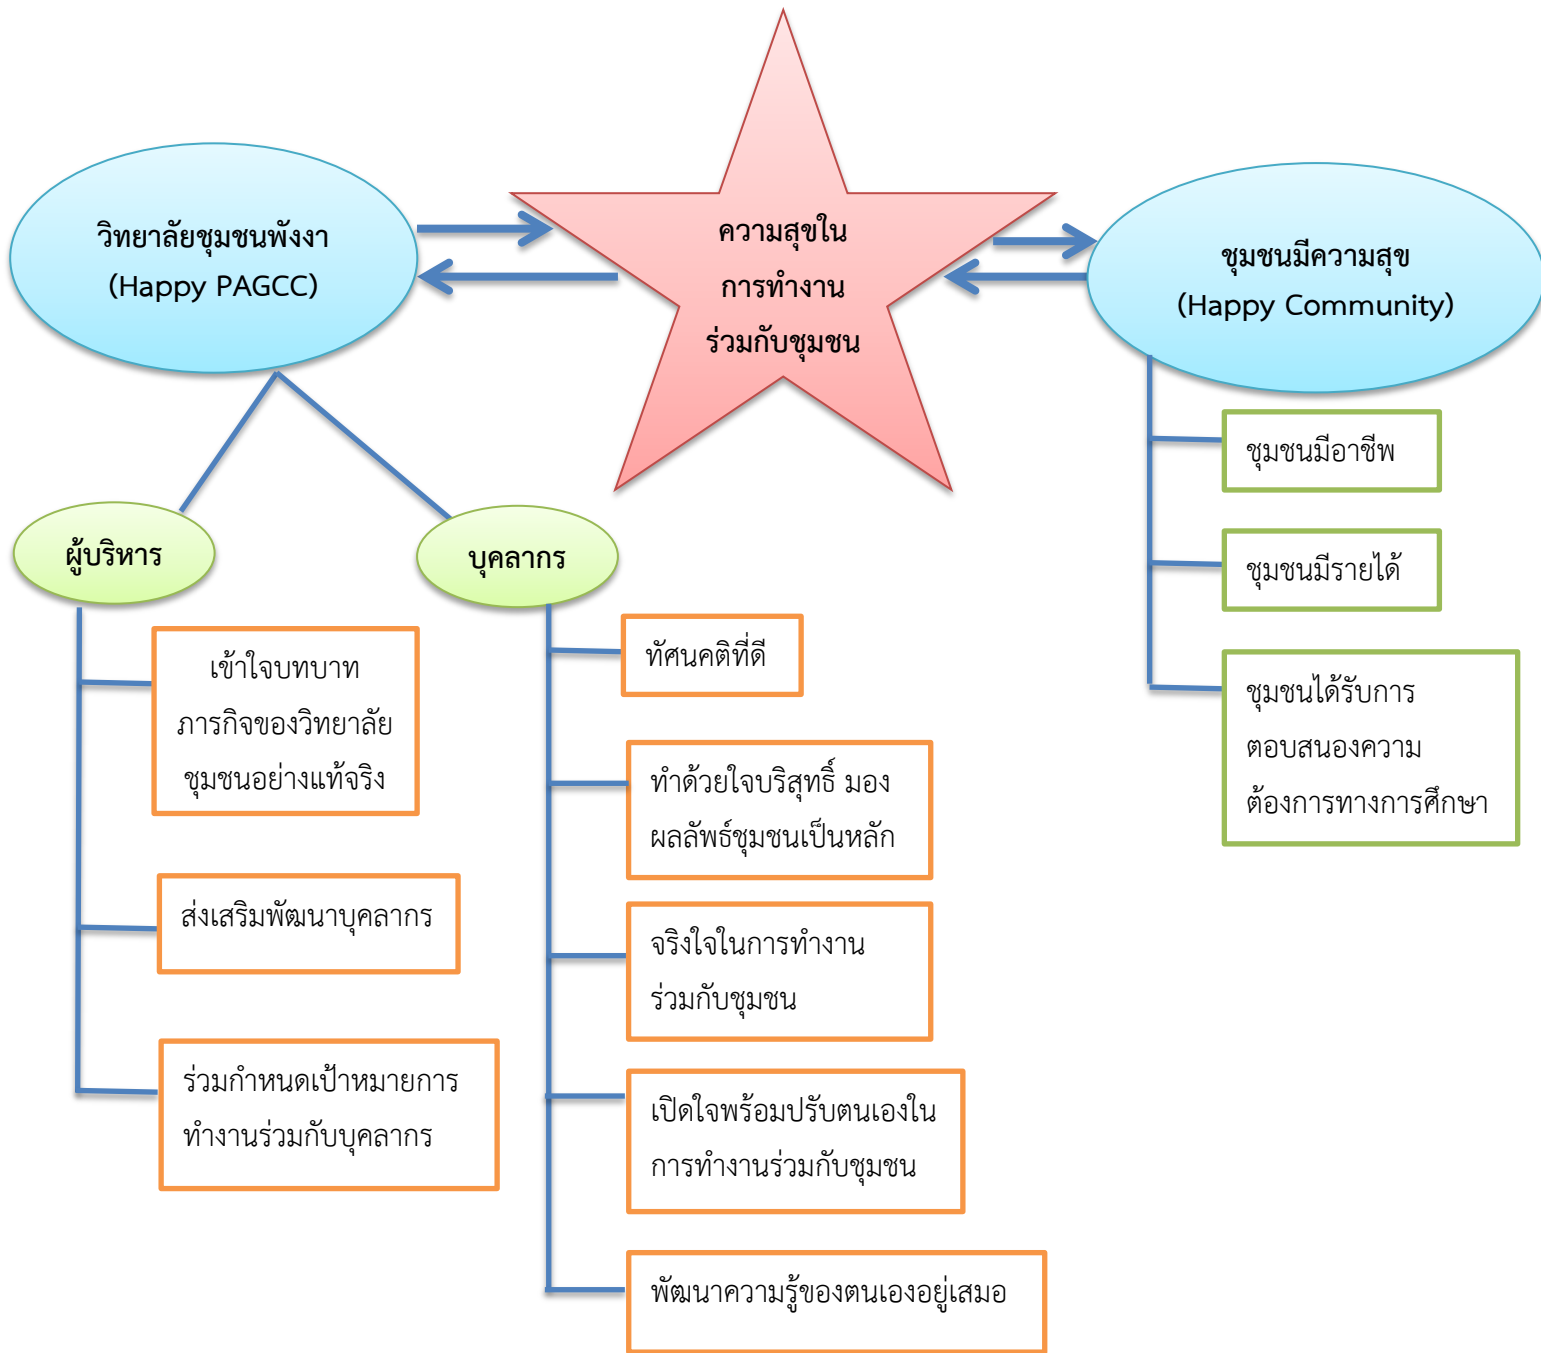 วิทยาลัยชุมชนพังงา
(Happy PAGCC)
ความสุขใน
การทำงาน
ร่วมกับชุมชน
ชุมชนมีความสุข
(Happy Community)
ผู้บริหาร
เข้าใจบทบาท
ภารกิจของวิทยาลัย
ชุมชนอย่างแท้จริง
ส่งเสริมพัฒนาบุคลากร
ร่วมกำหนดเป้าหมายการ
ทำงานร่วมกับบุคลากร
บุคลากร
ทัศนคติที่ดี
ทำด้วยใจบริสุทธิ์ มอง
ผลลัพธ์ชุมชนเป็นหลัก
จริงใจในการทำงาน
ร่วมกับชุมชน
เปิดใจพร้อมปรับตนเองใน
การทำงานร่วมกับชุมชน
พัฒนาความรู้ของตนเองอยู่เสมอ
ชุมชนมีอาชีพ
ชุมชนมีรายได้
ชุมชนได้รับการ
ตอบสนองความ
ต้องการทางการศึกษา